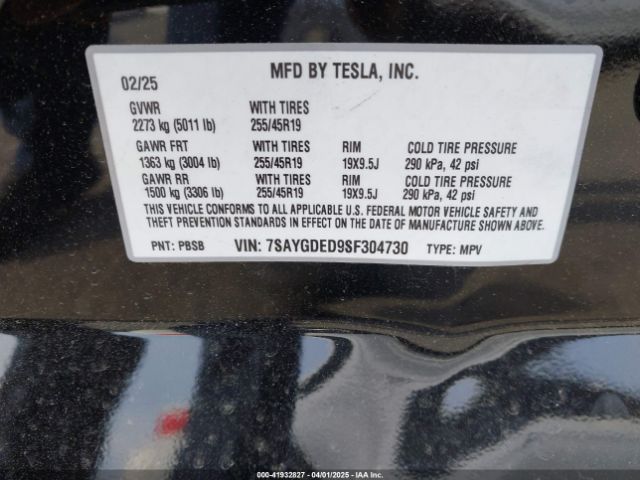 02/25 MFD BY TESLA, INC.
GVWR WITH TIRES
2273 kg (5011 lb) 255/45R19
GAWR FRT WITH TIRES RIM COLD TIRE PRESSURE
1363 kg (3004 lb) 255/45R19 19X9.5J 290 kPa, 42 psi
GAWR RR WITH TIRES RIM COLD TIRE PRESSURE
1500 kg (3306 lb) 255/45R19 19X9.5J 290 kPa, 42 psi
THIS VEHICLE CONFORMS TO ALL APPLICABLE U.S. FEDERAL MOTOR VEHICLE SAFETY AND
THEFT PREVENTION STANDARDS IN EFFECT ON THE DATE OF MANUFACTURE SHOWN ABOVE.
PNT: PBSB VIN: 7SAYGDED9SF304730 TYPE: MPV
000-41932827 - 04/01/2025 - IAA Inc.